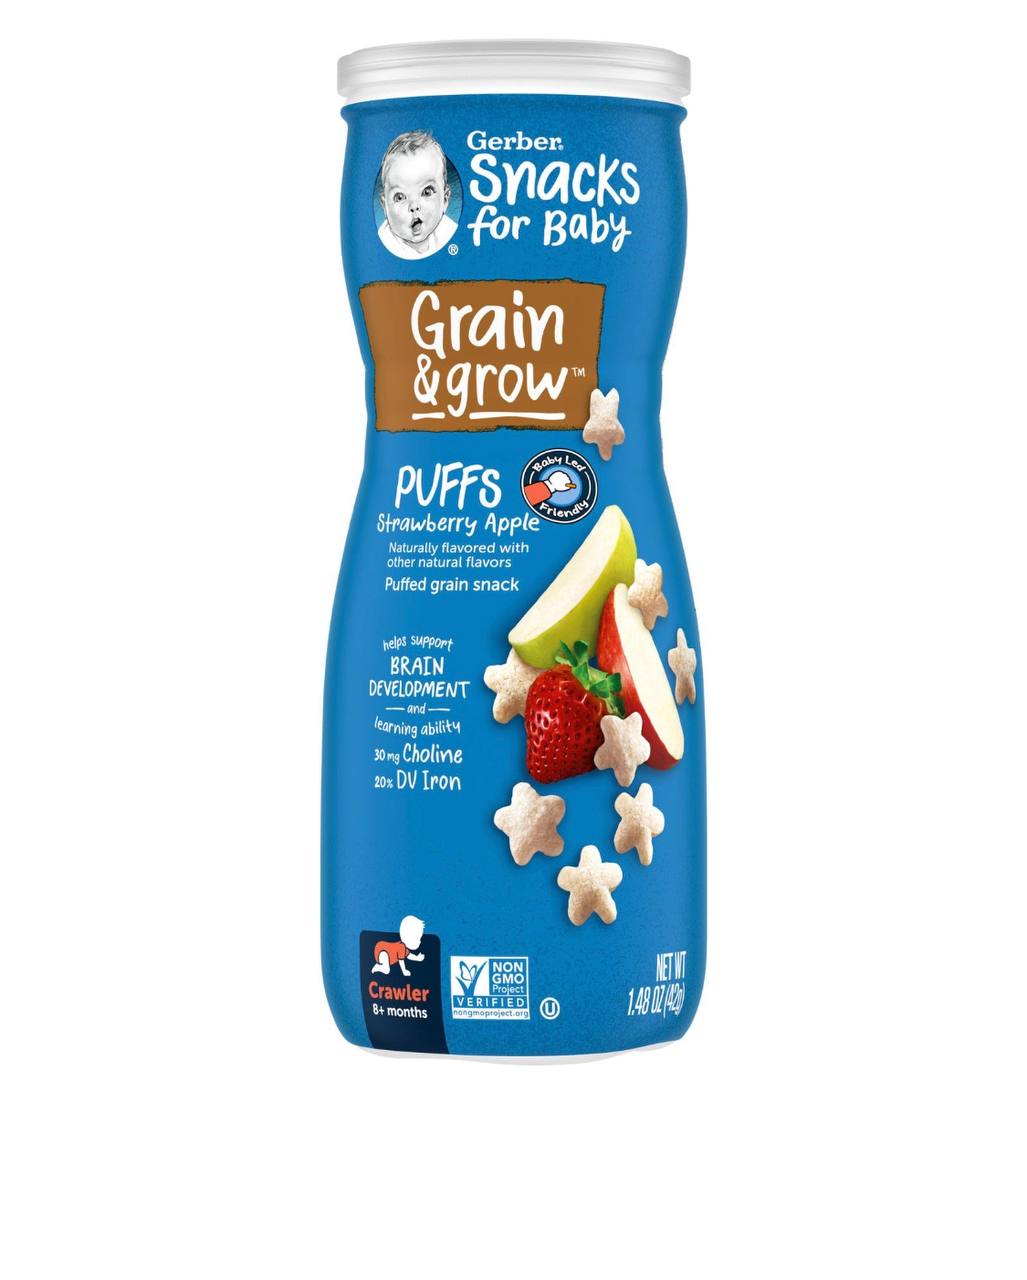 Gerber®
Snacks
for Baby
®
Grain
&grow™
Baby Led
Friendly
PUFFS
Strawberry Apple
Naturally flavored with
other natural flavors
Puffed grain snack
helps support
BRAIN
DEVELOPMENT
and
learning ability
30 mg Choline
20% DV Iron
Crawler
8+ months
NON
GMO
Project
VERIFIED
nongmoproject.org
U
NET WT
1.48 OZ (42g)